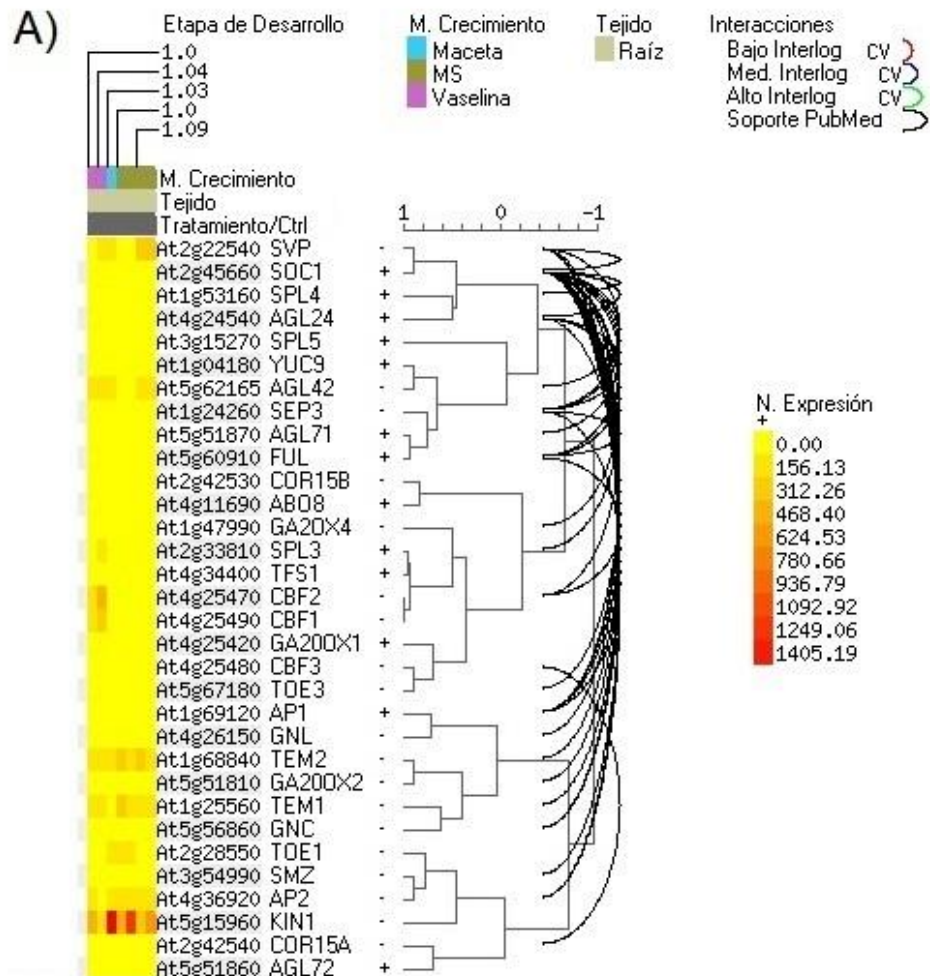 A)
Etapa de Desarrollo
1.0
1.04
1.03
1.0
1.09
M. Crecimiento
Maceta
MS
Vaselina
Tejido
Raíz
Interacciones
Bajo Interlog CV
Med. Interlog CV
Alto Interlog CV
Soporte PubMed
M. Crecimiento
Tejido
Tratamiento/Ctrl
1 0 -1
At2g22540 SVP -
At2g45660 SOC1 +
At1g53160 SPL4 +
At4g24540 AGL24 +
At3g15270 SPL5 +
At1g04180 YUC9 +
At5g62165 AGL42 -
At1g24260 SEP3 -
At5g51870 AGL71 +
At5g60910 FUL +
At2g42530 COR15B -
At4g11690 ABO8 +
At1g47990 GA2OX4 -
At2g33810 SPL3 +
At4g34400 TFS1 +
At4g25470 CBF2 -
At4g25490 CBF1 -
At4g25420 GA20OX1 +
At4g25480 CBF3 -
At5g67180 TOE3 -
At1g69120 AP1 +
At4g26150 GNL -
At1g68840 TEM2 -
At5g51810 GA20OX2 -
At1g25560 TEM1 -
At5g56860 GNC -
At2g28550 TOE1 -
At3g54990 SMZ -
At4g36920 AP2 -
At5g15960 KIN1 -
At2g42540 COR15A -
At5g51860 AGL72 +
N. Expresión
+
0.00
156.13
312.26
468.40
624.53
780.66
936.79
1092.92
1249.06
1405.19